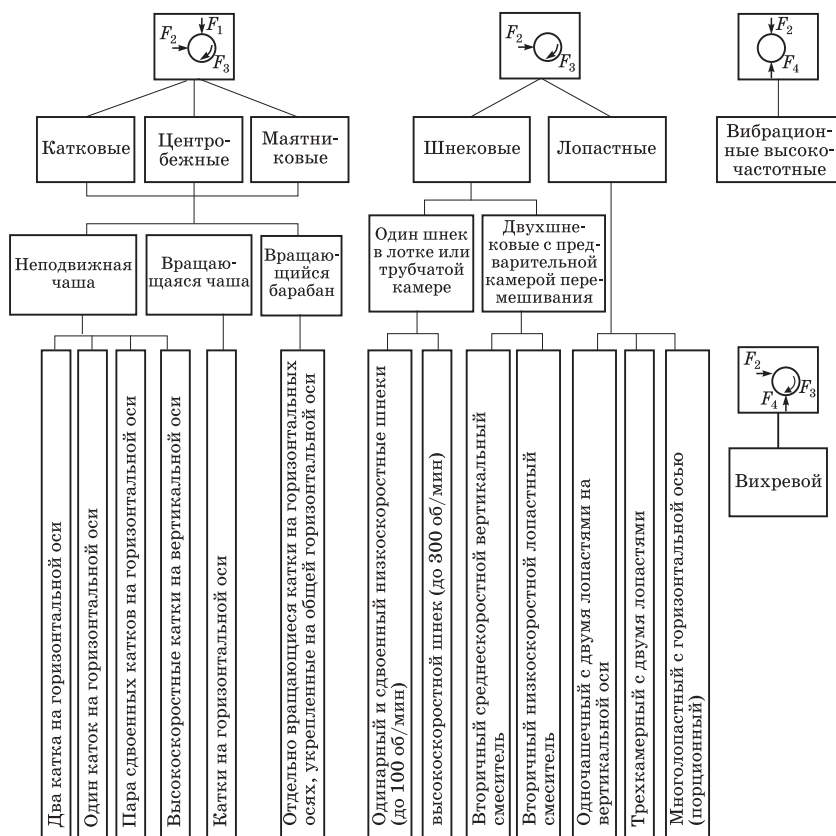 F₁
F₂
F₃
F₂
F₃
F₂
F₄
Катковые
Центро-
бежные
Маятни-
ковые
Шнековые
Лопастные
Вибрацион-
ные высоко-
частотные
Неподвижная
чаша
Вращаю-
щаяся чаша
Вращаю-
щийся
барабан
Один шнек
в лотке или
трубчатой
камере
Двухшне-
ковые с пред-
варительной
камерой пере-
мешивания
Два катка на горизонтальной оси
Один каток на горизонтальной оси
Пара сдвоенных катков на горизонтальной оси
Высокоскоростные катки на вертикальной оси
Катки на горизонтальной оси
Отдельно вращающиеся катки на горизонтальных
осях, укрепленные на общей горизонтальной оси
Одинарный и сдвоенный низкоскоростные шнеки
(до 100 об/мин)
высокоскоростной шнек (до 300 об/мин)
Вторичный среднескоростной вертикальный
смеситель
Вторичный низкоскоростной лопастный
смеситель
Одночашечный с двумя лопастями на
вертикальной оси
Трехкамерный с двумя лопастями
Многолопастный с горизонтальной осью
(порционный)
F₂
F₃
F₄
Вихревой